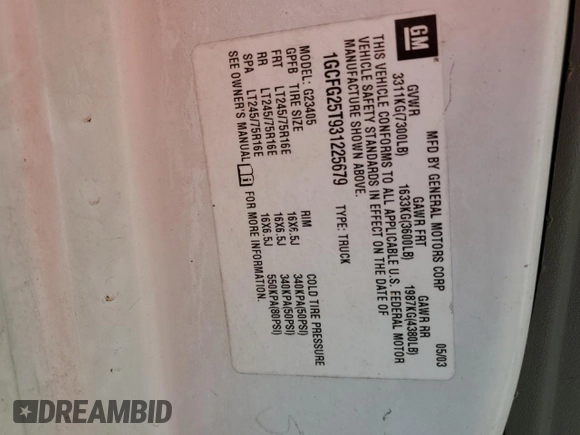 GM
MFD BY GENERAL MOTORS CORP 05/03
GVWR GAWR FRT GAWR RR
3311KG(7300LB) 1633KG(3600LB) 1987KG(4380LB)
THIS VEHICLE CONFORMS TO ALL APPLICABLE U.S. FEDERAL MOTOR
VEHICLE SAFETY STANDARDS IN EFFECT ON THE DATE OF
MANUFACTURE SHOWN ABOVE.
1GCFG25T931225679 TYPE: TRUCK
MODEL: G23405
GPFB TIRE SIZE RIM COLD TIRE PRESSURE
FRT LT245/75R16E 16X6.5J 340KPA(50PSI)
RR LT245/75R16E 16X6.5J 340KPA(50PSI)
SPA LT245/75R16E 16X6.5J 550KPA(80PSI)
SEE OWNER'S MANUAL FOR MORE INFORMATION.
DREAMBID